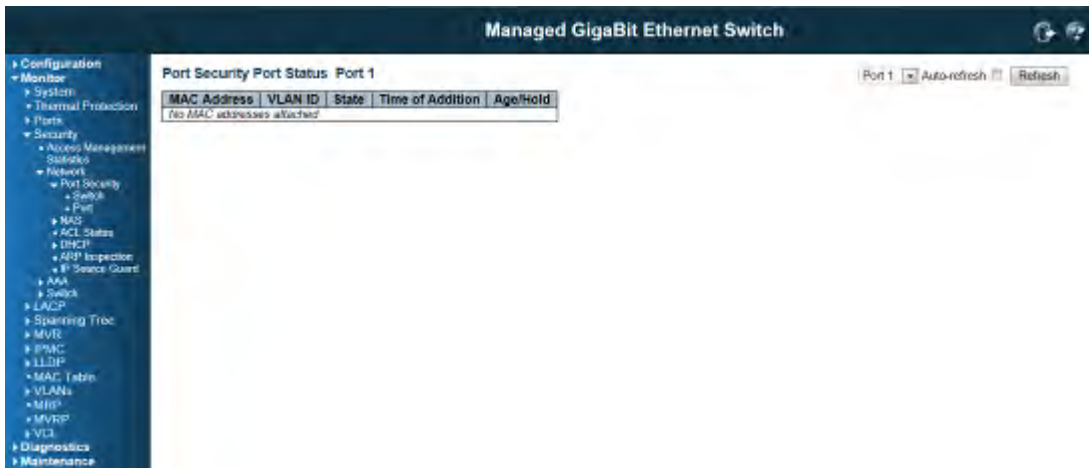 Managed GigaBit Ethernet Switch
Configuration
Monitor
System
Thermal Protection
Ports
Security
Access Management
Statistics
Network
Port Security
Switch
Port
NAS
ACL Status
DHCP
ARP Inspection
IP Source Guard
AAA
Switch
LACP
Spanning Tree
MVR
IPMC
LLDP
MAC Table
VLANs
MRP
MVRP
VCL
Diagnostics
Maintenance
Port Security Port Status Port 1
Port 1 Auto-refresh Refresh
MAC Address VLAN ID State Time of Addition Age/Hold
No MAC addresses attached